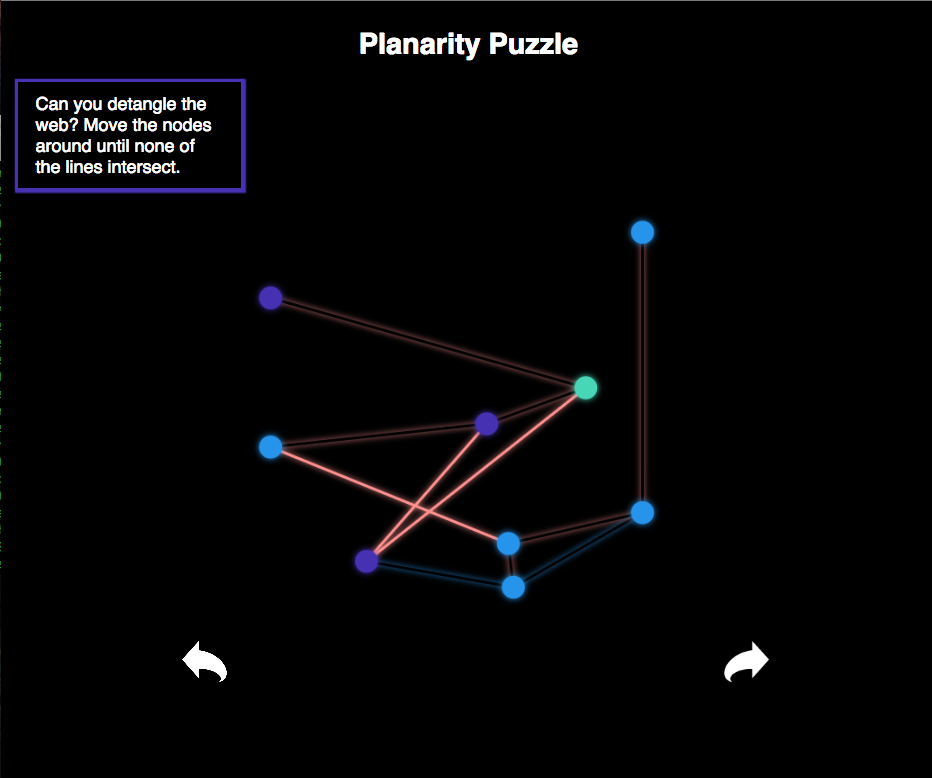 Planarity Puzzle
Can you detangle the
web? Move the nodes
around until none of
the lines intersect.